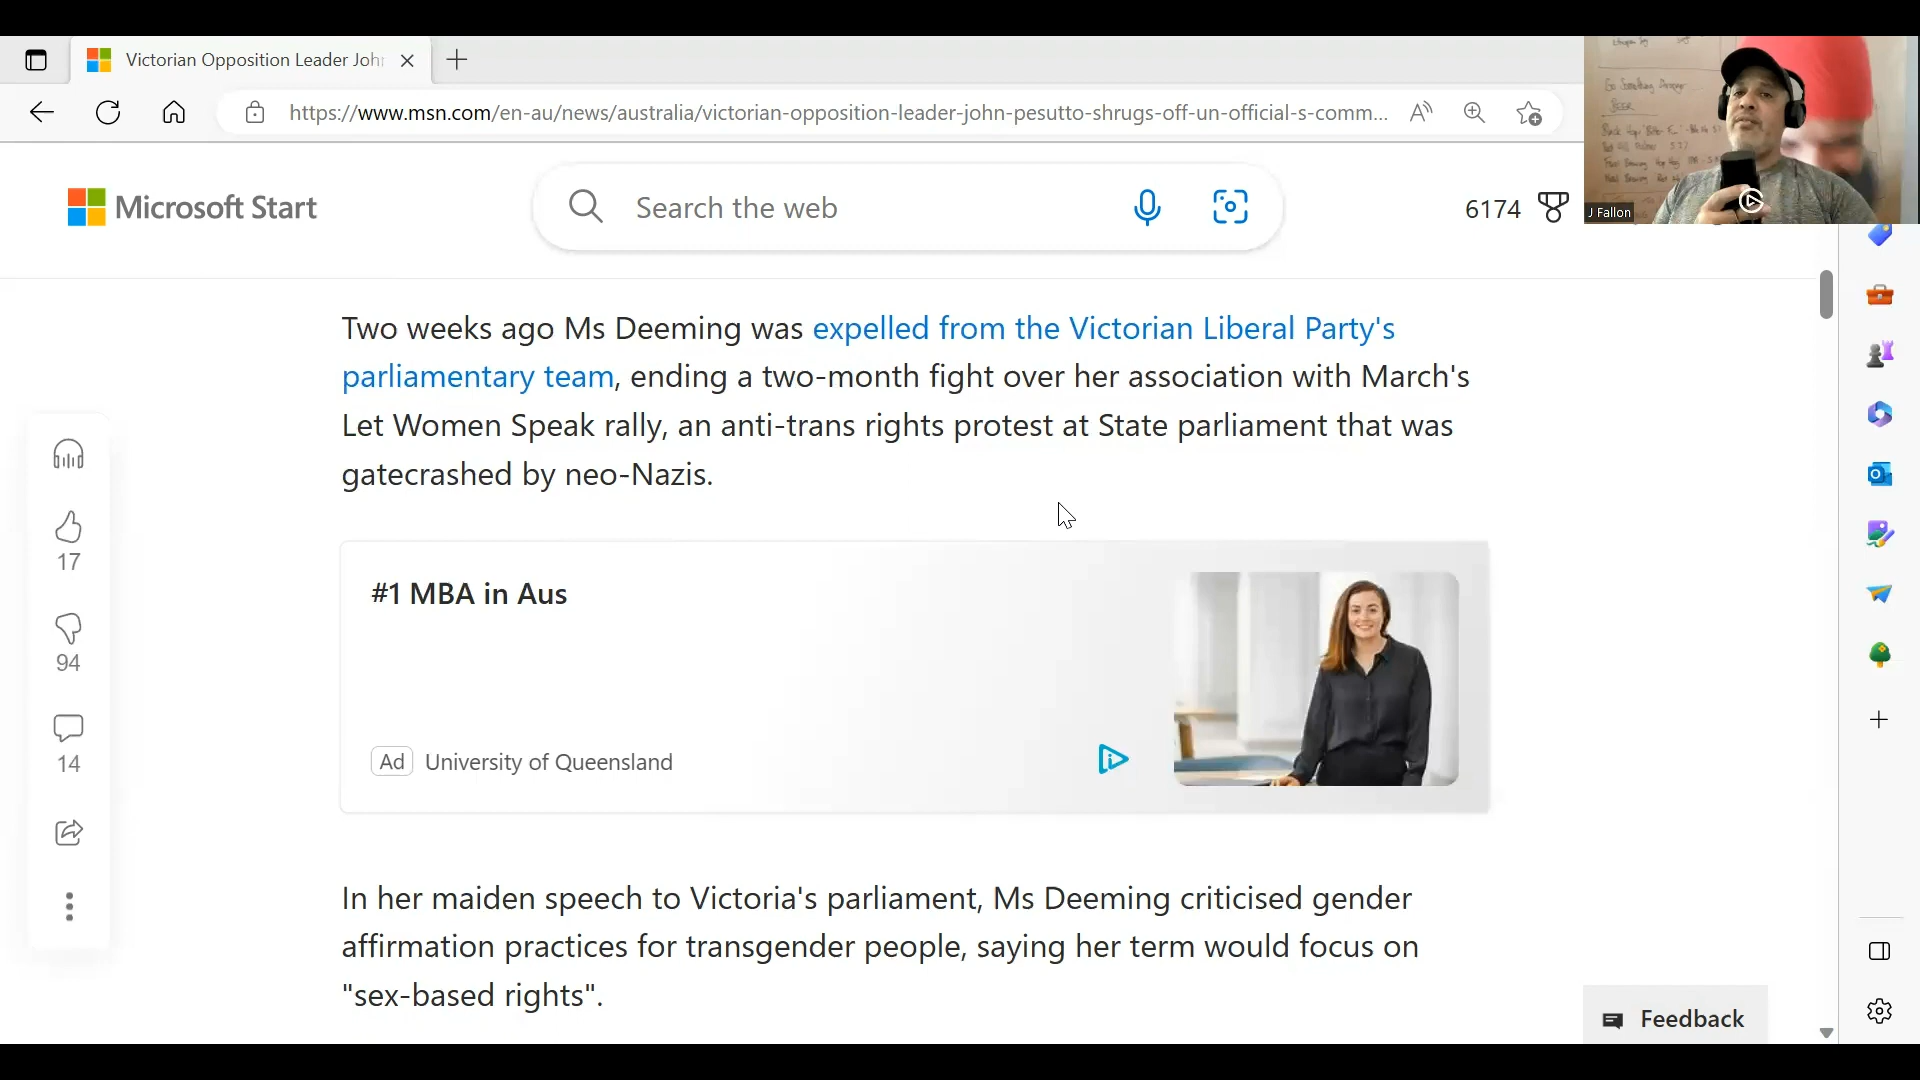 Victorian Opposition Leader Joh
https://www.msn.com/en-au/news/australia/victorian-opposition-leader-john-pesutto-shrugs-off-un-official-s-comm...
Microsoft Start
Search the web
6174
J Fallon
BEER
Two weeks ago Ms Deeming was expelled from the Victorian Liberal Party's
parliamentary team, ending a two-month fight over her association with March's
Let Women Speak rally, an anti-trans rights protest at State parliament that was
gatecrashed by neo-Nazis.
17
94
14
#1 MBA in Aus
Ad University of Queensland
In her maiden speech to Victoria's parliament, Ms Deeming criticised gender
affirmation practices for transgender people, saying her term would focus on
"sex-based rights".
Feedback